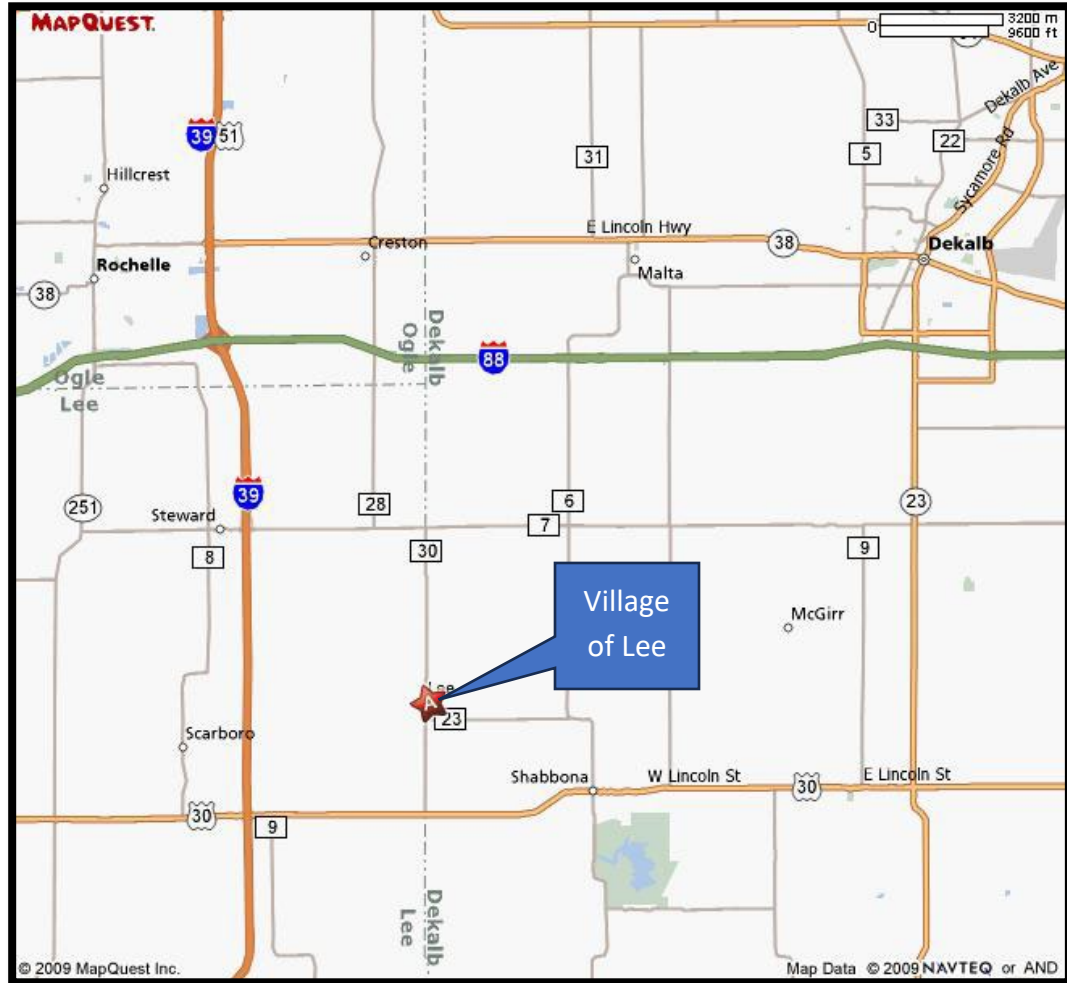 MAPQUEST.
0
3200 m
9600 ft
Dekalb Ave
33
39
51
5
22
31
Hillcrest
Sycamore Rd
E Lincoln Hwy
Creston
38
Dekalb
Rochelle
Malta
38
Dekalb
Ogle
88
Ogle
Lee
39
28
6
23
251
Steward
7
30
8
9
Village
of Lee
McGirr
Lee
A
23
Scarboro
Shabbona
W Lincoln St
30
E Lincoln St
30
9
Dekalb
Lee
© 2009 MapQuest Inc.
Map Data © 2009 NAVTEQ or AND